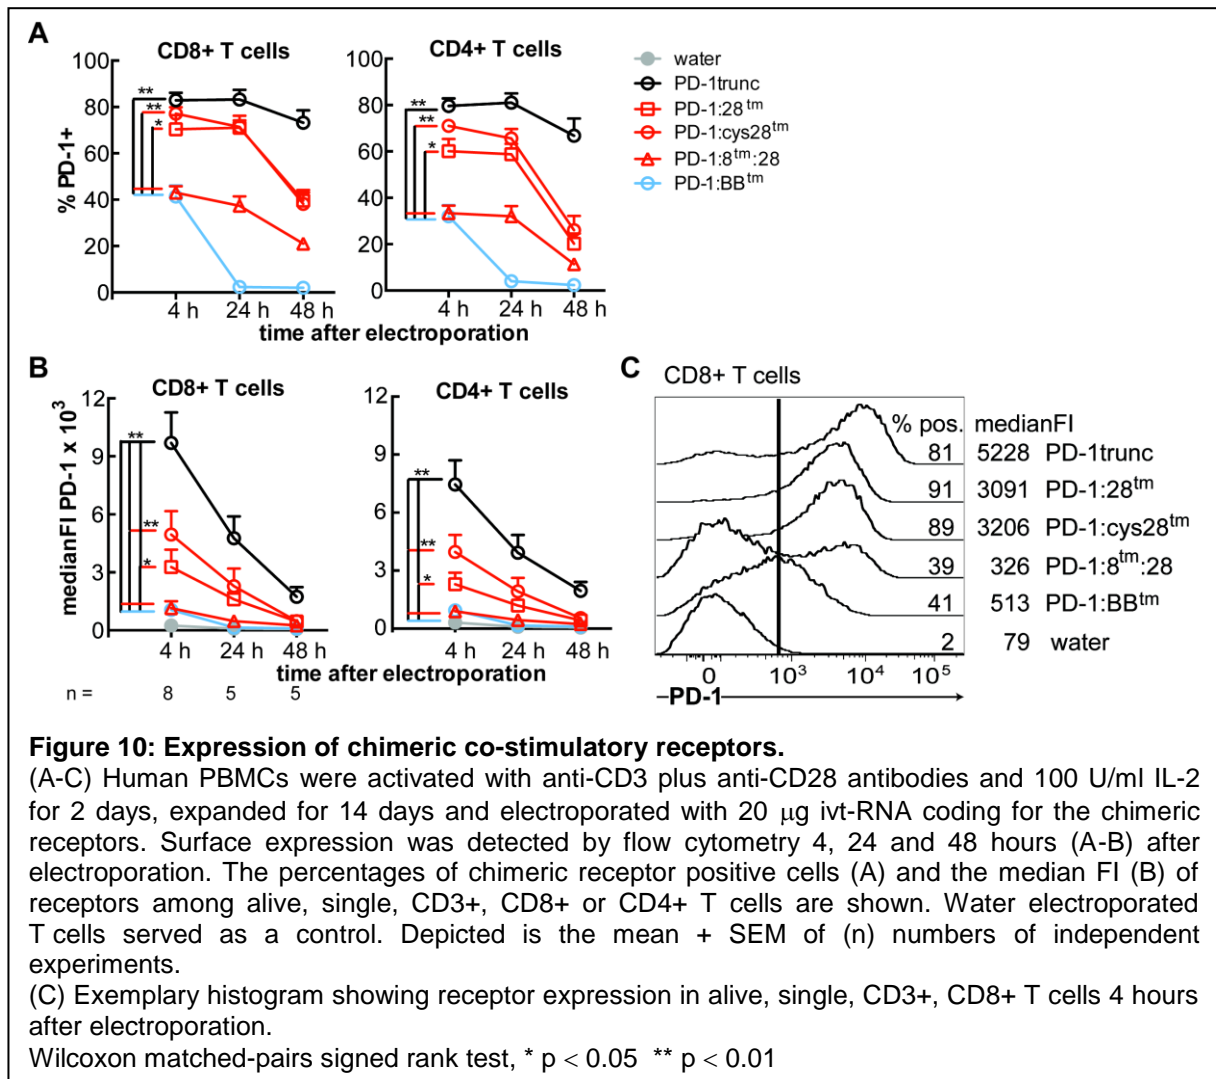 A
CD8+ T cells
CD4+ T cells
% PD-1+
100
80
60
40
20
0
**
**
*
4 h 24 h 48 h
100
80
60
40
20
0
**
**
*
4 h 24 h 48 h
time after electroporation
water
PD-1trunc
PD-1:28tm
PD-1:cys28tm
PD-1:8tm:28
PD-1:BBtm
B
CD8+ T cells
CD4+ T cells
medianFI PD-1 x 10³
12
9
6
3
0
**
**
*
4 h 24 h 48 h
12
9
6
3
0
**
**
*
4 h 24 h 48 h
time after electroporation
n = 8 5 5
C
CD8+ T cells
% pos. medianFI
81 5228 PD-1trunc
91 3091 PD-1:28tm
89 3206 PD-1:cys28tm
39 326 PD-1:8tm:28
41 513 PD-1:BBtm
2 79 water
0 10³ 10⁴ 10⁵
PD-1
Figure 10: Expression of chimeric co-stimulatory receptors.
(A-C) Human PBMCs were activated with anti-CD3 plus anti-CD28 antibodies and 100 U/ml IL-2
for 2 days, expanded for 14 days and electroporated with 20 μg ivt-RNA coding for the chimeric
receptors. Surface expression was detected by flow cytometry 4, 24 and 48 hours (A-B) after
electroporation. The percentages of chimeric receptor positive cells (A) and the median FI (B) of
receptors among alive, single, CD3+, CD8+ or CD4+ T cells are shown. Water electroporated
T cells served as a control. Depicted is the mean + SEM of (n) numbers of independent
experiments.
(C) Exemplary histogram showing receptor expression in alive, single, CD3+, CD8+ T cells 4 hours
after electroporation.
Wilcoxon matched-pairs signed rank test, * p < 0.05 ** p < 0.01